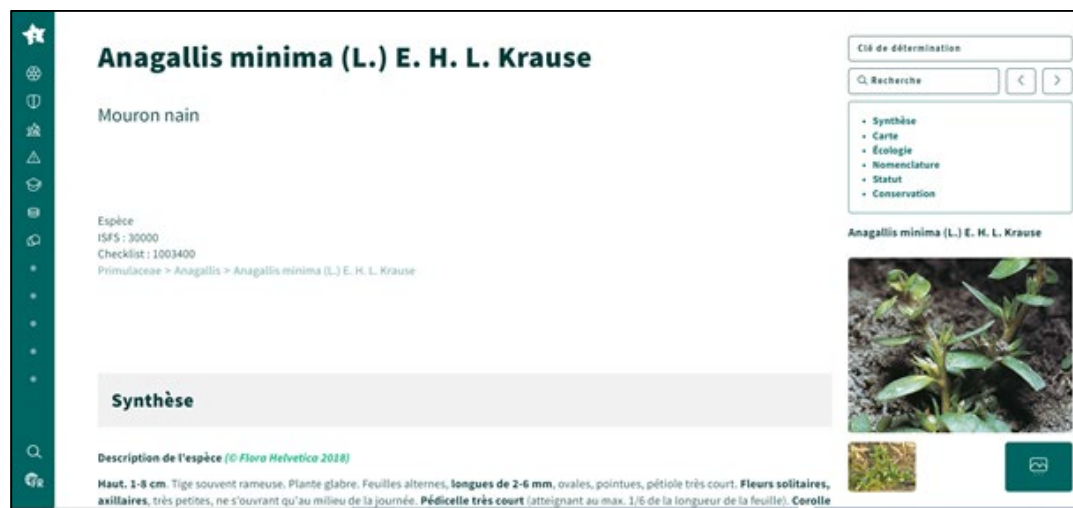 Anagallis minima (L.) E. H. L. Krause
Mouron nain
Espèce
ISFS : 30000
Checklist : 1003400
Primulaceae > Anagallis > Anagallis minima (L.) E. H. L. Krause
Synthèse
Description de l'espèce (© Flora Helvetica 2018)
Haut. 1-8 cm. Tige souvent rameuse. Plante glabre. Feuilles alternes, longues de 2-6 mm, ovales, pointues, pétiole très court. Fleurs solitaires,
axillaires, très petites, ne s'ouvrant qu'au milieu de la journée. Pédicelle très court (atteignant au max. 1/6 de la longueur de la feuille). Corolle
Clé de détermination
Recherche
• Synthèse
• Carte
• Écologie
• Nomenclature
• Statut
• Conservation
Anagallis minima (L.) E. H. L. Krause